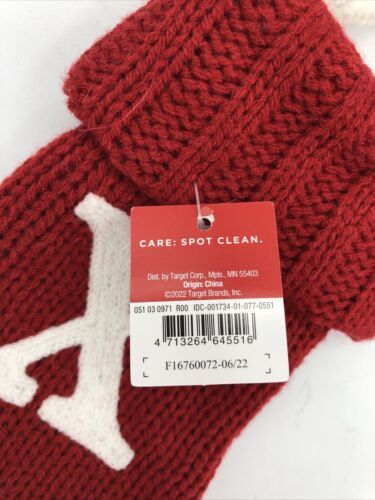 CARE: SPOT CLEAN.
Dist. by Target Corp., Mpls., MN 55403
Origin: China
©2022 Target Brands, Inc.
051 03 0971 R00 IDC-001734-01-077-0551
4 713264 645516
F16760072-06/22
A